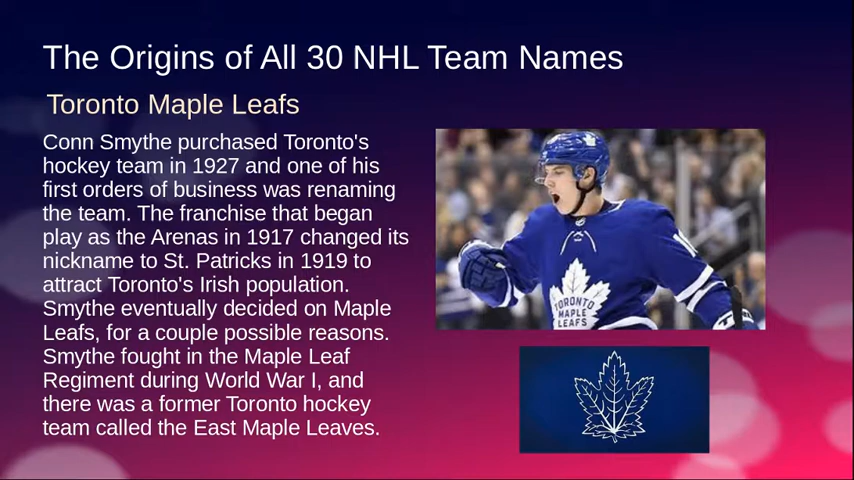 The Origins of All 30 NHL Team Names
Toronto Maple Leafs
Conn Smythe purchased Toronto's
hockey team in 1927 and one of his
first orders of business was renaming
the team. The franchise that began
play as the Arenas in 1917 changed its
nickname to St. Patricks in 1919 to
attract Toronto's Irish population.
Smythe eventually decided on Maple
Leafs, for a couple possible reasons.
Smythe fought in the Maple Leaf
Regiment during World War I, and
there was a former Toronto hockey
team called the East Maple Leaves.
TORONTO
MAPLE
LEAFS